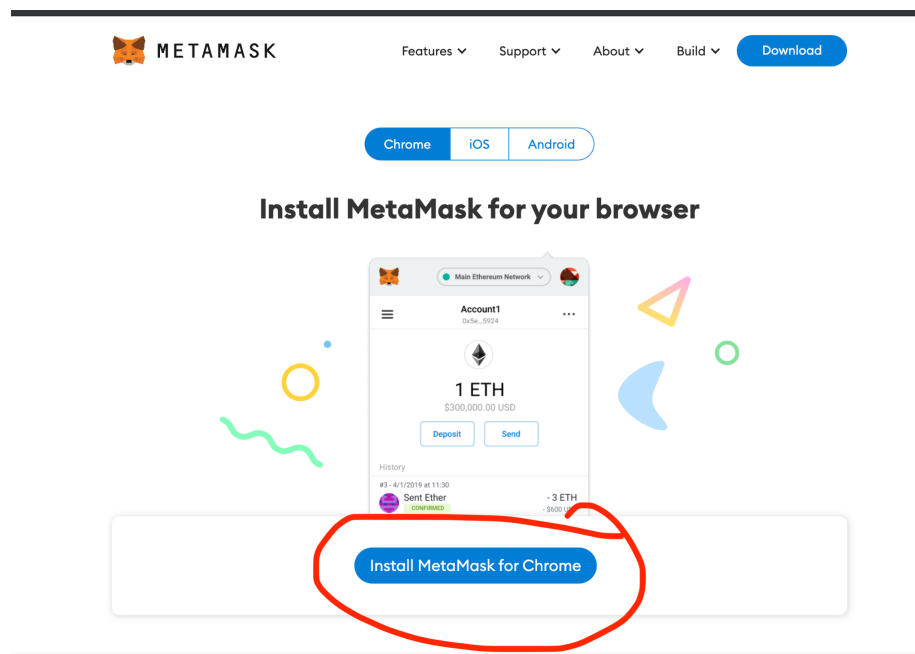 METAMASK
Features Support About Build Download
Chrome iOS Android
Install MetaMask for your browser
Main Ethereum Network
Account1
0x5e...5924
1 ETH
$300,000.00 USD
Deposit Send
History
#3 - 4/1/2019 at 11:30
Sent Ether - 3 ETH
CONFIRMED - $600
Install MetaMask for Chrome